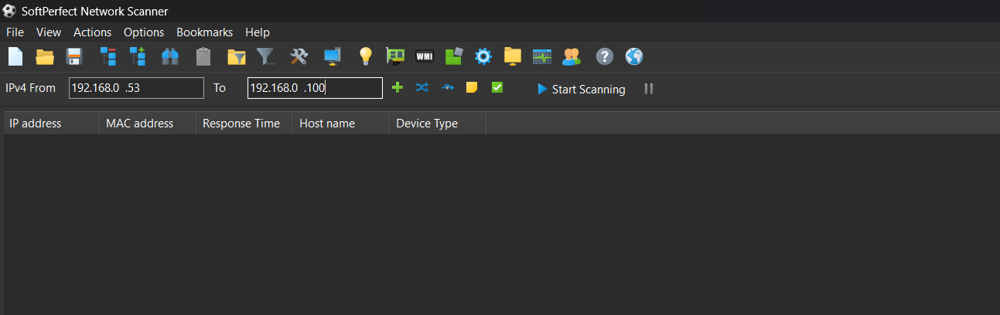 SoftPerfect Network Scanner
File View Actions Options Bookmarks Help
WMI
IPv4 From 192.168.0 .53 To 192.168.0 .100 Start Scanning
IP address MAC address Response Time Host name Device Type